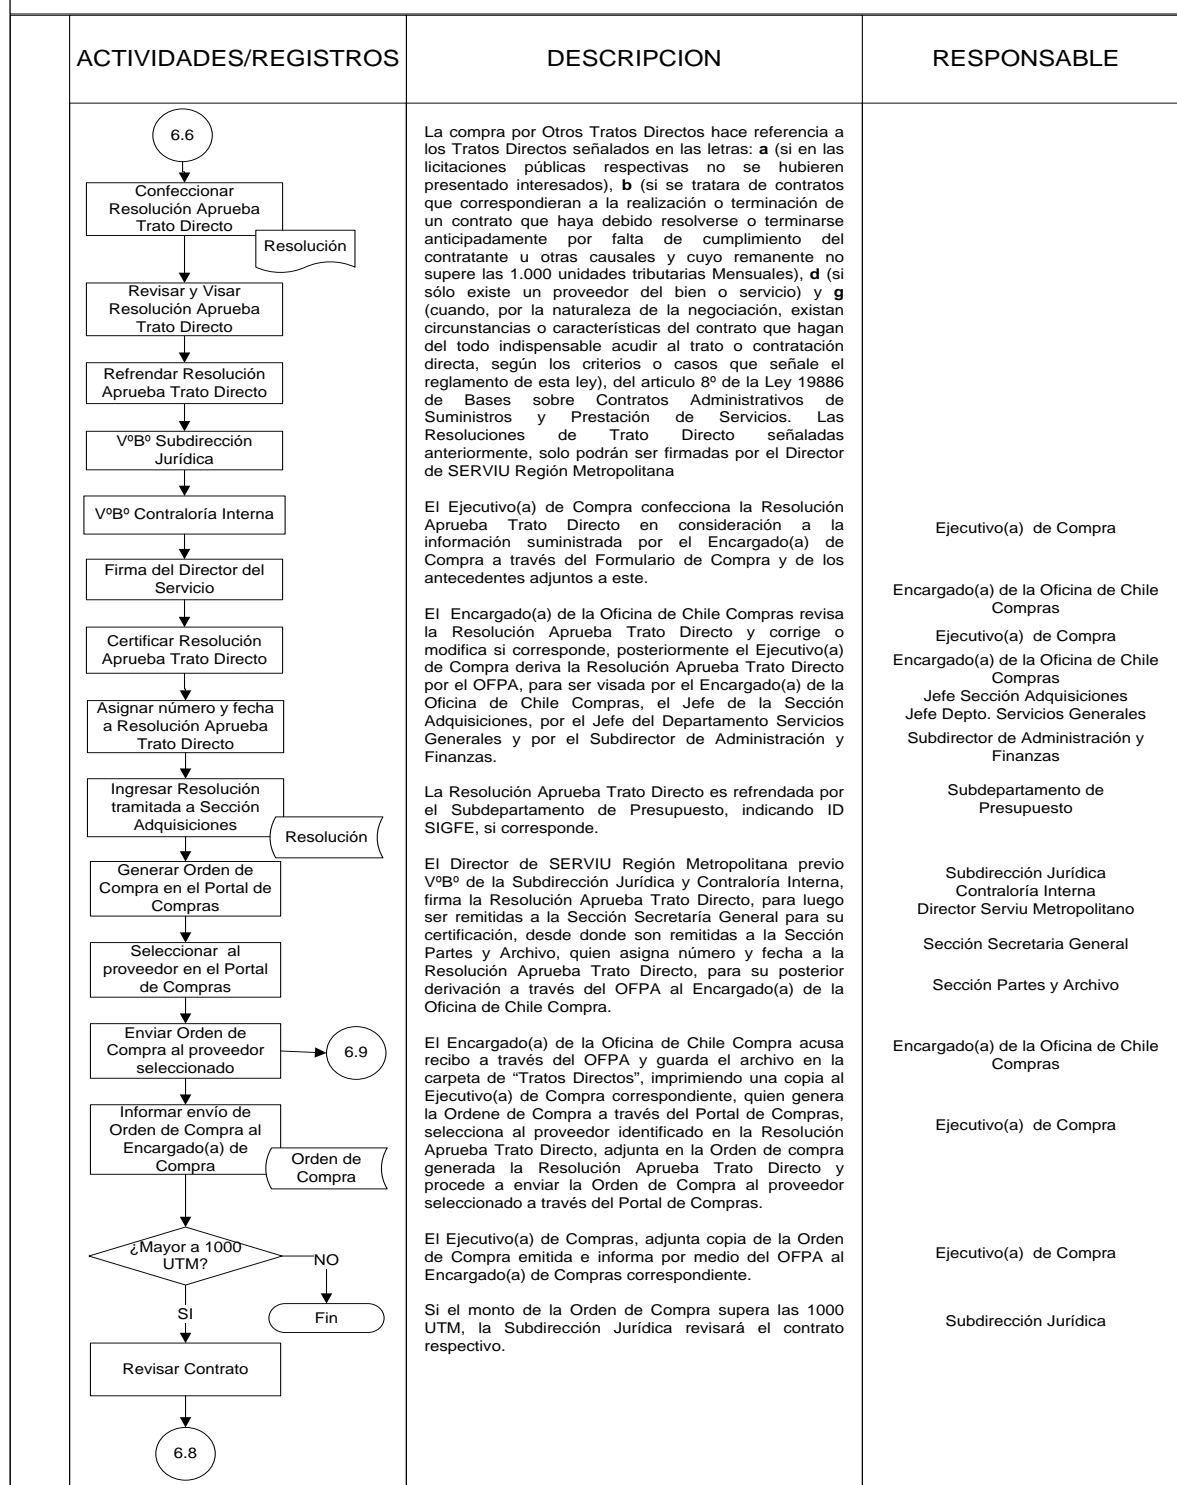 ACTIVIDADES/REGISTROS
DESCRIPCION
RESPONSABLE
6.6
Confeccionar
Resolución Aprueba
Trato Directo
Resolución
Revisar y Visar
Resolución Aprueba
Trato Directo
Refrendar Resolución
Aprueba Trato Directo
VºBº Subdirección
Jurídica
VºBº Contraloría Interna
Firma del Director del
Servicio
Certificar Resolución
Aprueba Trato Directo
Asignar número y fecha
a Resolución Aprueba
Trato Directo
Ingresar Resolución
tramitada a Sección
Adquisiciones
Resolución
Generar Orden de
Compra en el Portal de
Compras
Seleccionar al
proveedor en el Portal
de Compras
Enviar Orden de
Compra al proveedor
seleccionado
6.9
Informar envío de
Orden de Compra al
Encargado(a) de
Compra
Orden de
Compra
¿Mayor a 1000
UTM?
NO
Fin
SI
Revisar Contrato
6.8
La compra por Otros Tratos Directos hace referencia a
los Tratos Directos señalados en las letras: a (si en las
licitaciones públicas respectivas no se hubieren
presentado interesados), b (si se tratara de contratos
que correspondieran a la realización o terminación de
un contrato que haya debido resolverse o terminarse
anticipadamente por falta de cumplimiento del
contratante u otras causales y cuyo remanente no
supere las 1.000 unidades tributarias Mensuales), d (si
sólo existe un proveedor del bien o servicio) y g
(cuando, por la naturaleza de la negociación, existan
circunstancias o características del contrato que hagan
del todo indispensable acudir al trato o contratación
directa, según los criterios o casos que señale el
reglamento de esta ley), del articulo 8º de la Ley 19886
de Bases sobre Contratos Administrativos de
Suministros y Prestación de Servicios. Las
Resoluciones de Trato Directo señaladas
anteriormente, solo podrán ser firmadas por el Director
de SERVIU Región Metropolitana
El Ejecutivo(a) de Compra confecciona la Resolución
Aprueba Trato Directo en consideración a la
información suministrada por el Encargado(a) de
Compra a través del Formulario de Compra y de los
antecedentes adjuntos a este.
El Encargado(a) de la Oficina de Chile Compras revisa
la Resolución Aprueba Trato Directo y corrige o
modifica si corresponde, posteriormente el Ejecutivo(a)
de Compra deriva la Resolución Aprueba Trato Directo
por el OFPA, para ser visada por el Encargado(a) de la
Oficina de Chile Compras, el Jefe de la Sección
Adquisiciones, por el Jefe del Departamento Servicios
Generales y por el Subdirector de Administración y
Finanzas.
La Resolución Aprueba Trato Directo es refrendada por
el Subdepartamento de Presupuesto, indicando ID
SIGFE, si corresponde.
El Director de SERVIU Región Metropolitana previo
VºBº de la Subdirección Jurídica y Contraloría Interna,
firma la Resolución Aprueba Trato Directo, para luego
ser remitidas a la Sección Secretaría General para su
certificación, desde donde son remitidas a la Sección
Partes y Archivo, quien asigna número y fecha a la
Resolución Aprueba Trato Directo, para su posterior
derivación a través del OFPA al Encargado(a) de la
Oficina de Chile Compra.
El Encargado(a) de la Oficina de Chile Compra acusa
recibo a través del OFPA y guarda el archivo en la
carpeta de “Tratos Directos”, imprimiendo una copia al
Ejecutivo(a) de Compra correspondiente, quien genera
la Ordene de Compra a través del Portal de Compras,
selecciona al proveedor identificado en la Resolución
Aprueba Trato Directo, adjunta en la Orden de compra
generada la Resolución Aprueba Trato Directo y
procede a enviar la Orden de Compra al proveedor
seleccionado a través del Portal de Compras.
El Ejecutivo(a) de Compras, adjunta copia de la Orden
de Compra emitida e informa por medio del OFPA al
Encargado(a) de Compras correspondiente.
Si el monto de la Orden de Compra supera las 1000
UTM, la Subdirección Jurídica revisará el contrato
respectivo.
Ejecutivo(a) de Compra
Encargado(a) de la Oficina de Chile
Compras
Ejecutivo(a) de Compra
Encargado(a) de la Oficina de Chile
Compras
Jefe Sección Adquisiciones
Jefe Depto. Servicios Generales
Subdirector de Administración y
Finanzas
Subdepartamento de
Presupuesto
Subdirección Jurídica
Contraloría Interna
Director Serviu Metropolitano
Sección Secretaria General
Sección Partes y Archivo
Encargado(a) de la Oficina de Chile
Compras
Ejecutivo(a) de Compra
Ejecutivo(a) de Compra
Subdirección Jurídica